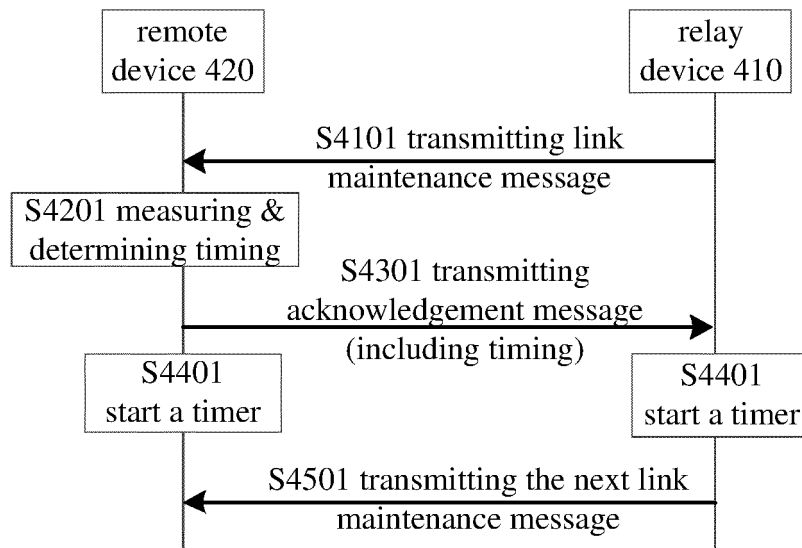 remote
device 420
relay
device 410
S4101 transmitting link
maintenance message
S4201 measuring &
determining timing
S4301 transmitting
acknowledgement message
(including timing)
S4401
start a timer
S4401
start a timer
S4501 transmitting the next link
maintenance message